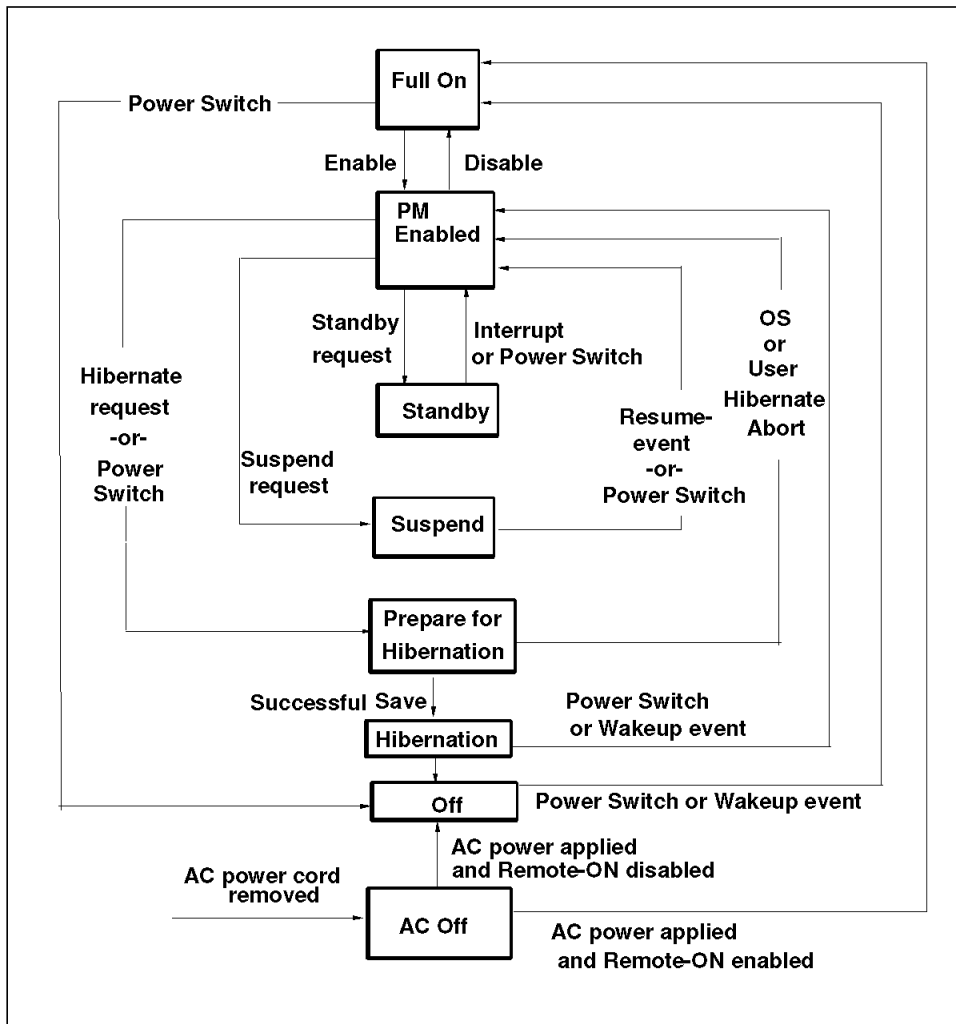 Full On
Power Switch
Enable
Disable
PM
Enabled
Standby
request
Interrupt
or Power Switch
OS
or
User
Hibernate
Abort
Hibernate
request
-or-
Power
Switch
Standby
Resume-
event
-or-
Power Switch
Suspend
request
Suspend
Prepare for
Hibernation
Successful Save
Power Switch
or Wakeup event
Hibernation
Off
Power Switch or Wakeup event
AC power applied
and Remote-ON disabled
AC power cord
removed
AC Off
AC power applied
and Remote-ON enabled